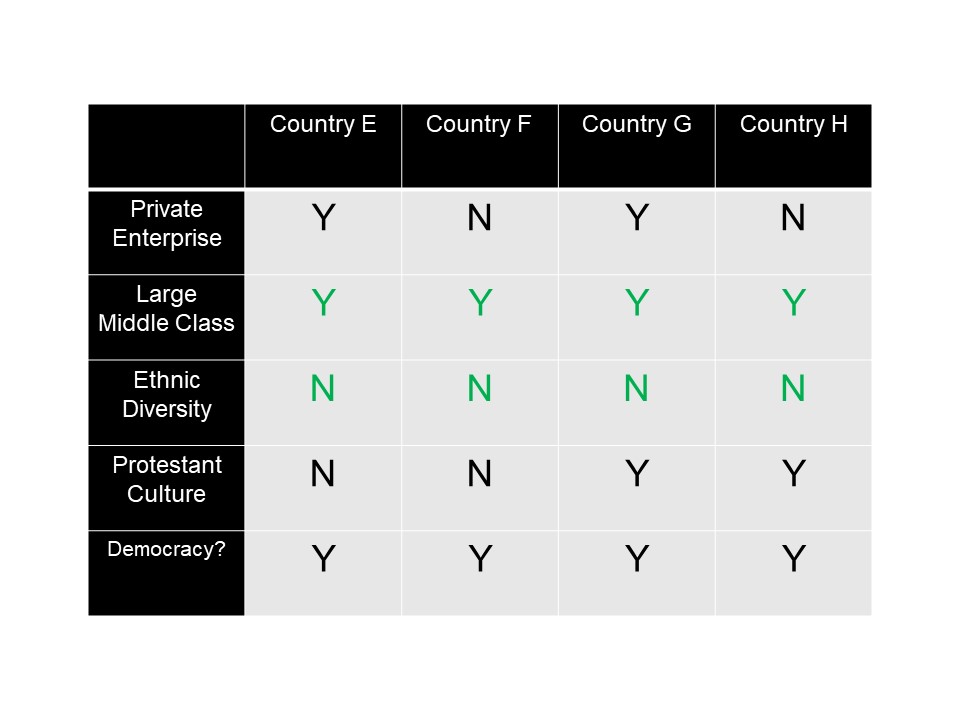 Country E Country F Country G Country H
Private
Enterprise
Y N Y N
Large
Middle Class
Y Y Y Y
Ethnic
Diversity
N N N N
Protestant
Culture
N N Y Y
Democracy?
Y Y Y Y